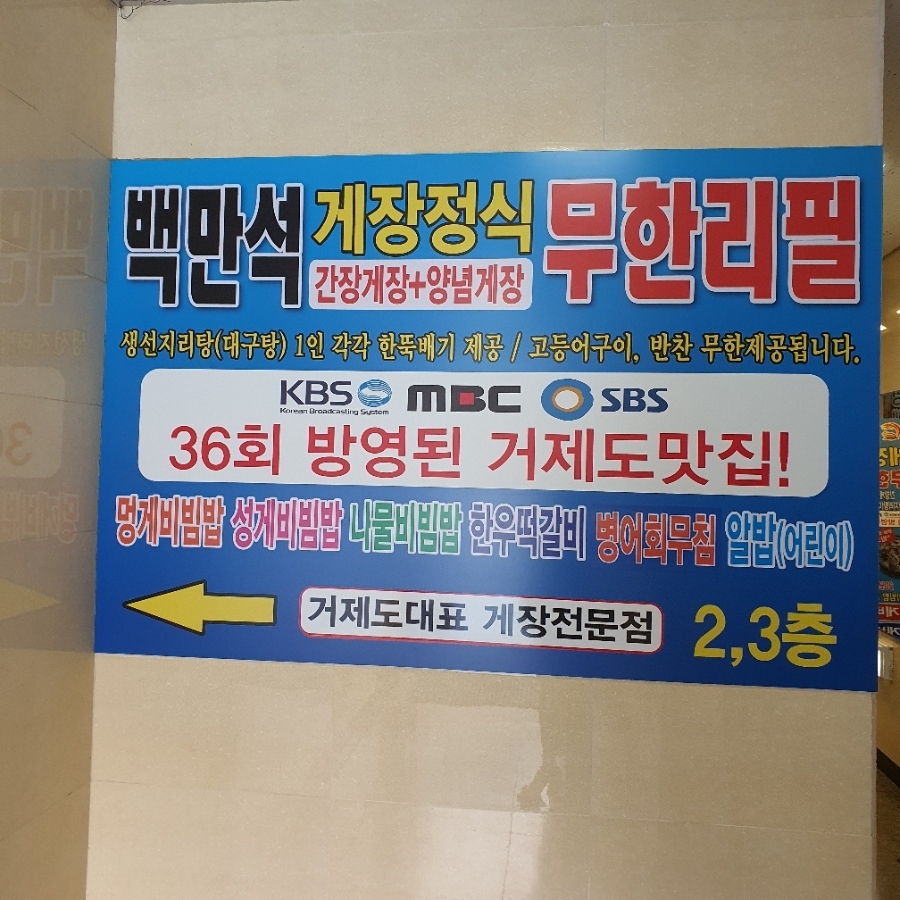 백만석 게장정식 무한리필
간장게장+양념게장
생선지리탕(대구탕) 1인 각각 한뚝배기 제공 / 고등어구이, 반찬 무한제공됩니다.
KBS MBC SBS
Korean Broadcasting System
36회 방영된 거제도맛집!
멍게비빔밥 성게비빔밥 나물비빔밥 한우떡갈비 병어회무침 알밥(어린이)
거제도대표 게장전문점 2,3층